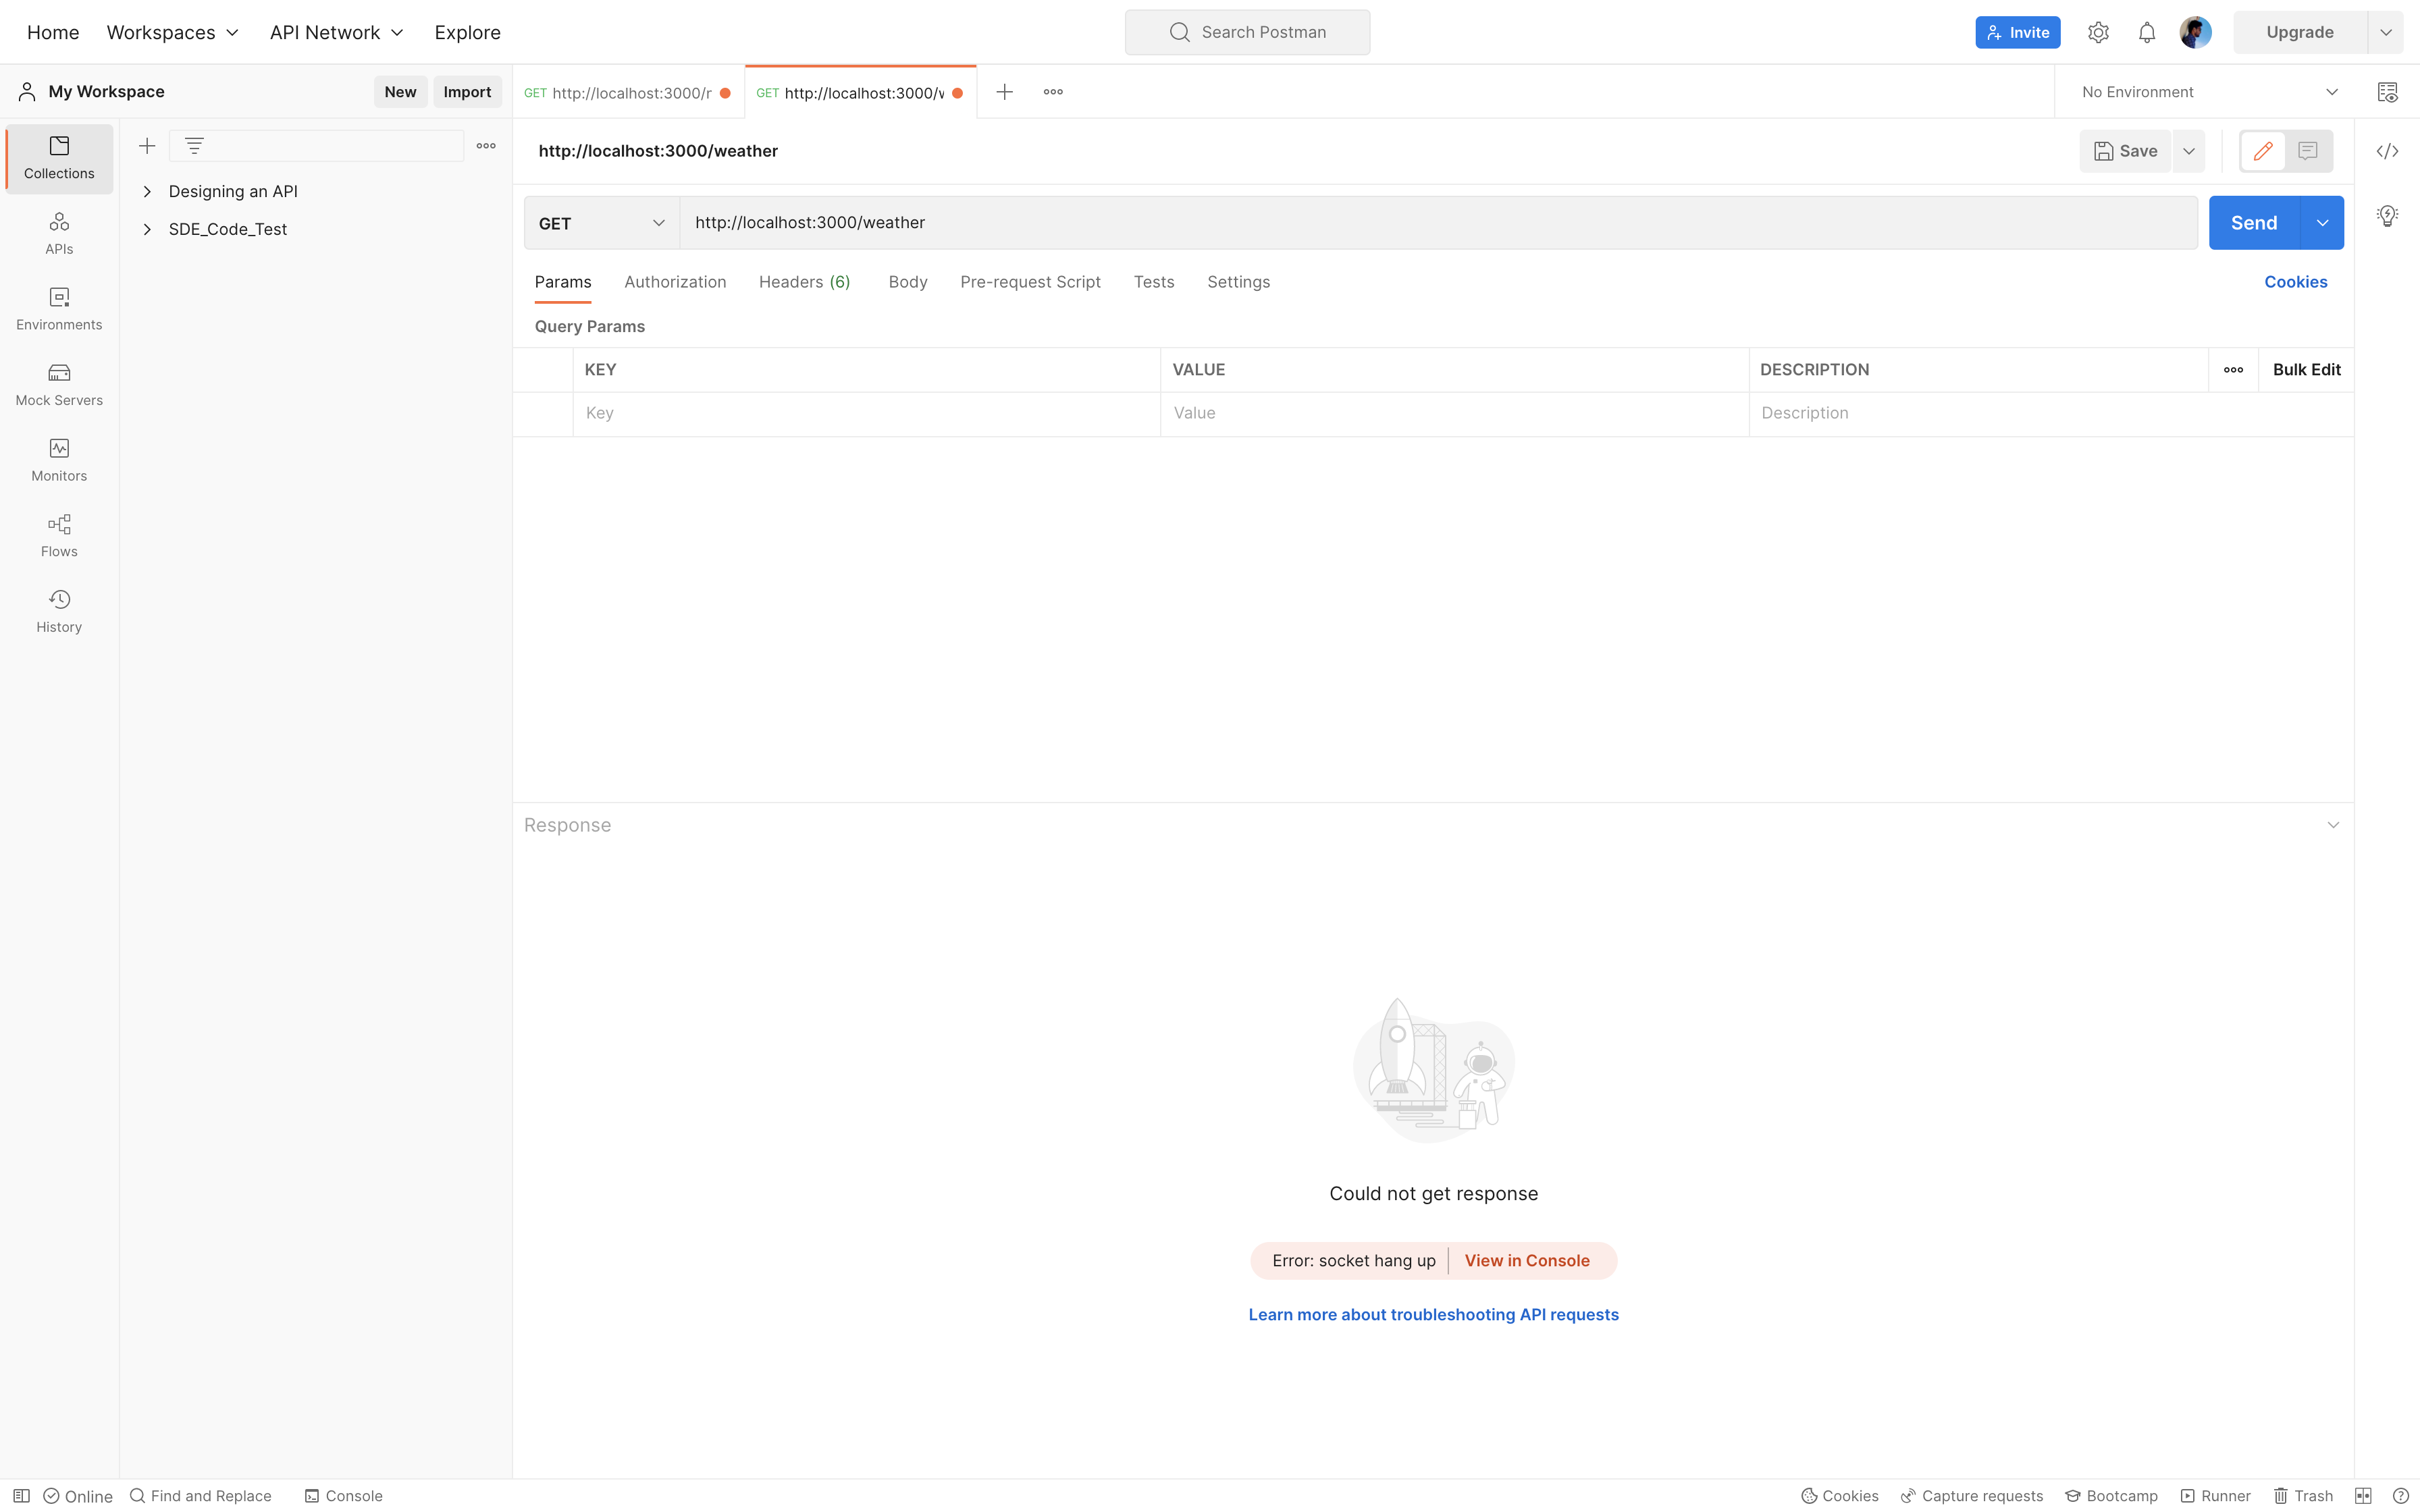 Home Workspaces API Network Explore Search Postman Invite Upgrade
My Workspace New Import GET http://localhost:3000/r GET http://localhost:3000/w No Environment
http://localhost:3000/weather Save
GET http://localhost:3000/weather Send
Params Authorization Headers (6) Body Pre-request Script Tests Settings Cookies
Query Params
KEY VALUE DESCRIPTION Bulk Edit
Key Value Description
Collections
APIs
Environments
Mock Servers
Monitors
Flows
History
Designing an API
SDE_Code_Test
Response
Could not get response
Error: socket hang up View in Console
Learn more about troubleshooting API requests
Online Find and Replace Console Cookies Capture requests Bootcamp Runner Trash